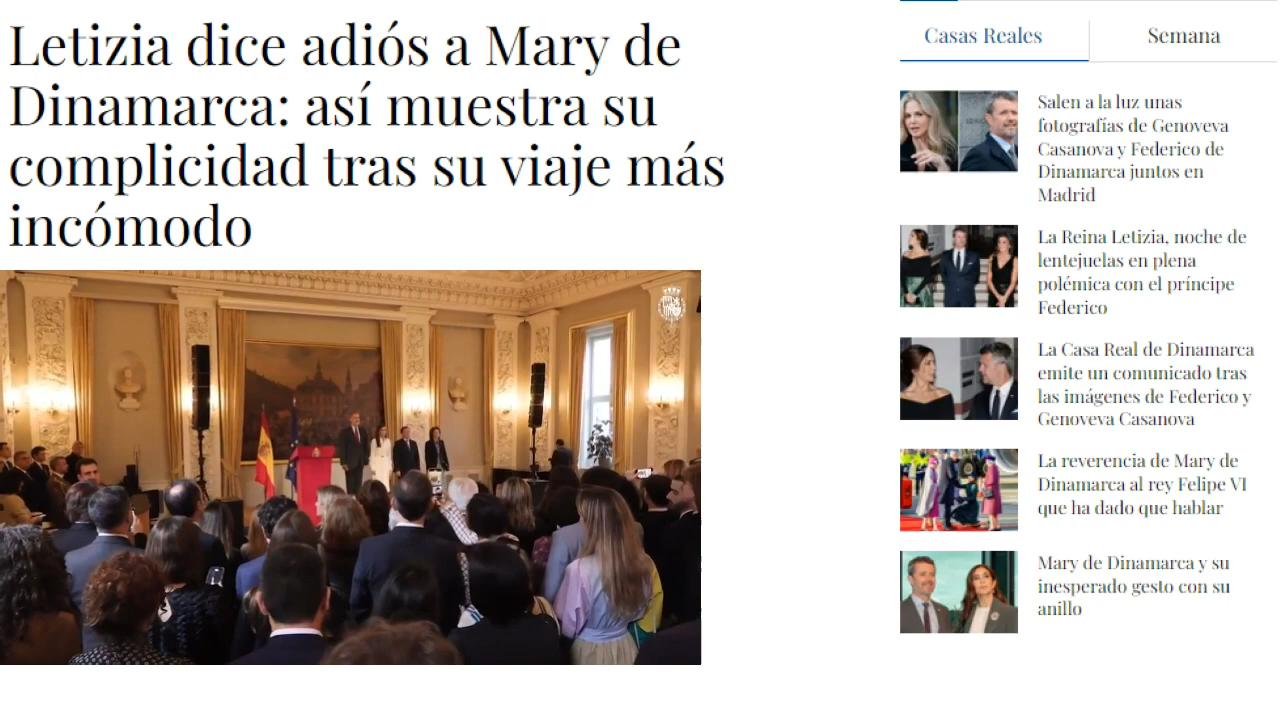 Letizia dice adiós a Mary de
Dinamarca: así muestra su
complicidad tras su viaje más
incómodo
Casas Reales
Semana
Salen a la luz unas
fotografías de Genoveva
Casanova y Federico de
Dinamarca juntos en
Madrid
La Reina Letizia, noche de
lentejuelas en plena
polémica con el príncipe
Federico
La Casa Real de Dinamarca
emite un comunicado tras
las imágenes de Federico y
Genoveva Casanova
La reverencia de Mary de
Dinamarca al rey Felipe VI
que ha dado que hablar
Mary de Dinamarca y su
inesperado gesto con su
anillo